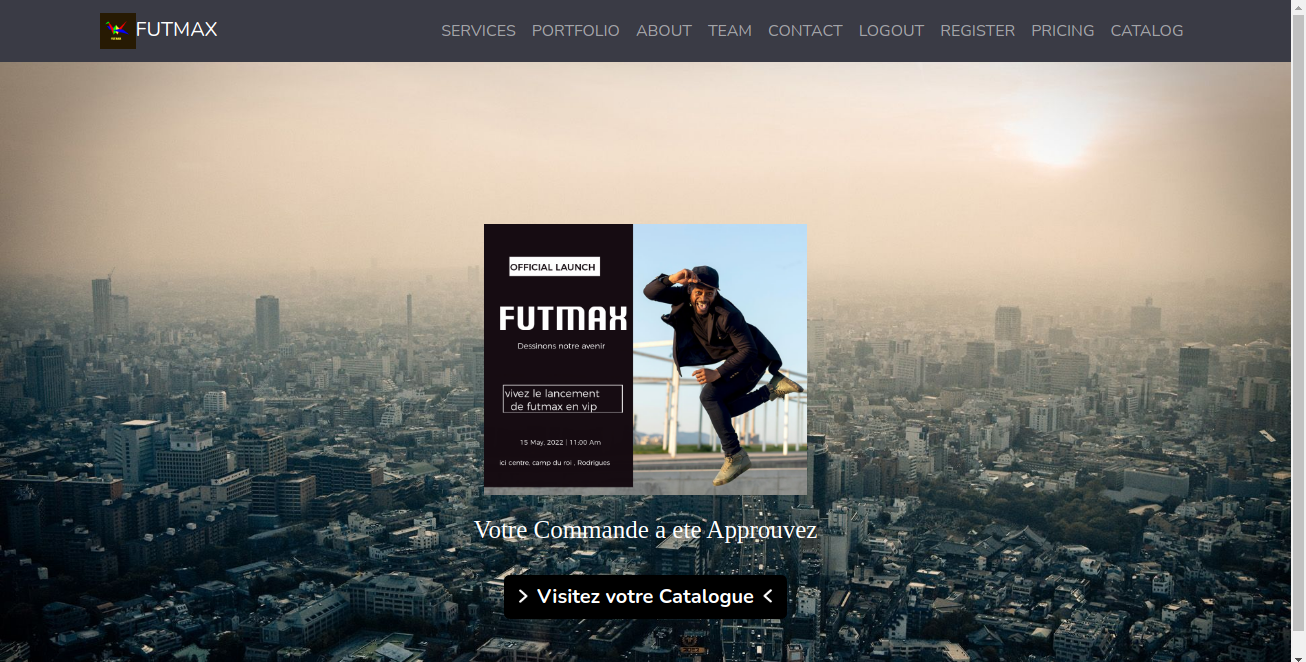 FUTMAX
SERVICES PORTFOLIO ABOUT TEAM CONTACT LOGOUT REGISTER PRICING CATALOG
OFFICIAL LAUNCH
FUTMAX
Dessinons notre avenir
vivez le lancement
de futmax en vip
15 May, 2022 | 11:00 Am
ici centre, camp du roi , Rodrigues
Votre Commande a ete Approuvez
> Visitez votre Catalogue <